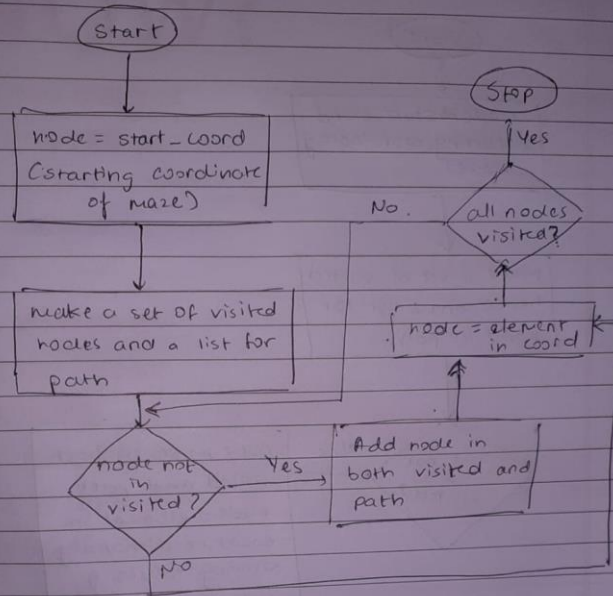 Start
node = start_coord
(starting coordinate
of maze)
make a set of visited
nodes and a list for
path
node not
in
visited?
Yes
No
Add node in
both visited and
path
node = element
in coord
all nodes
visited?
No.
Yes
Stop